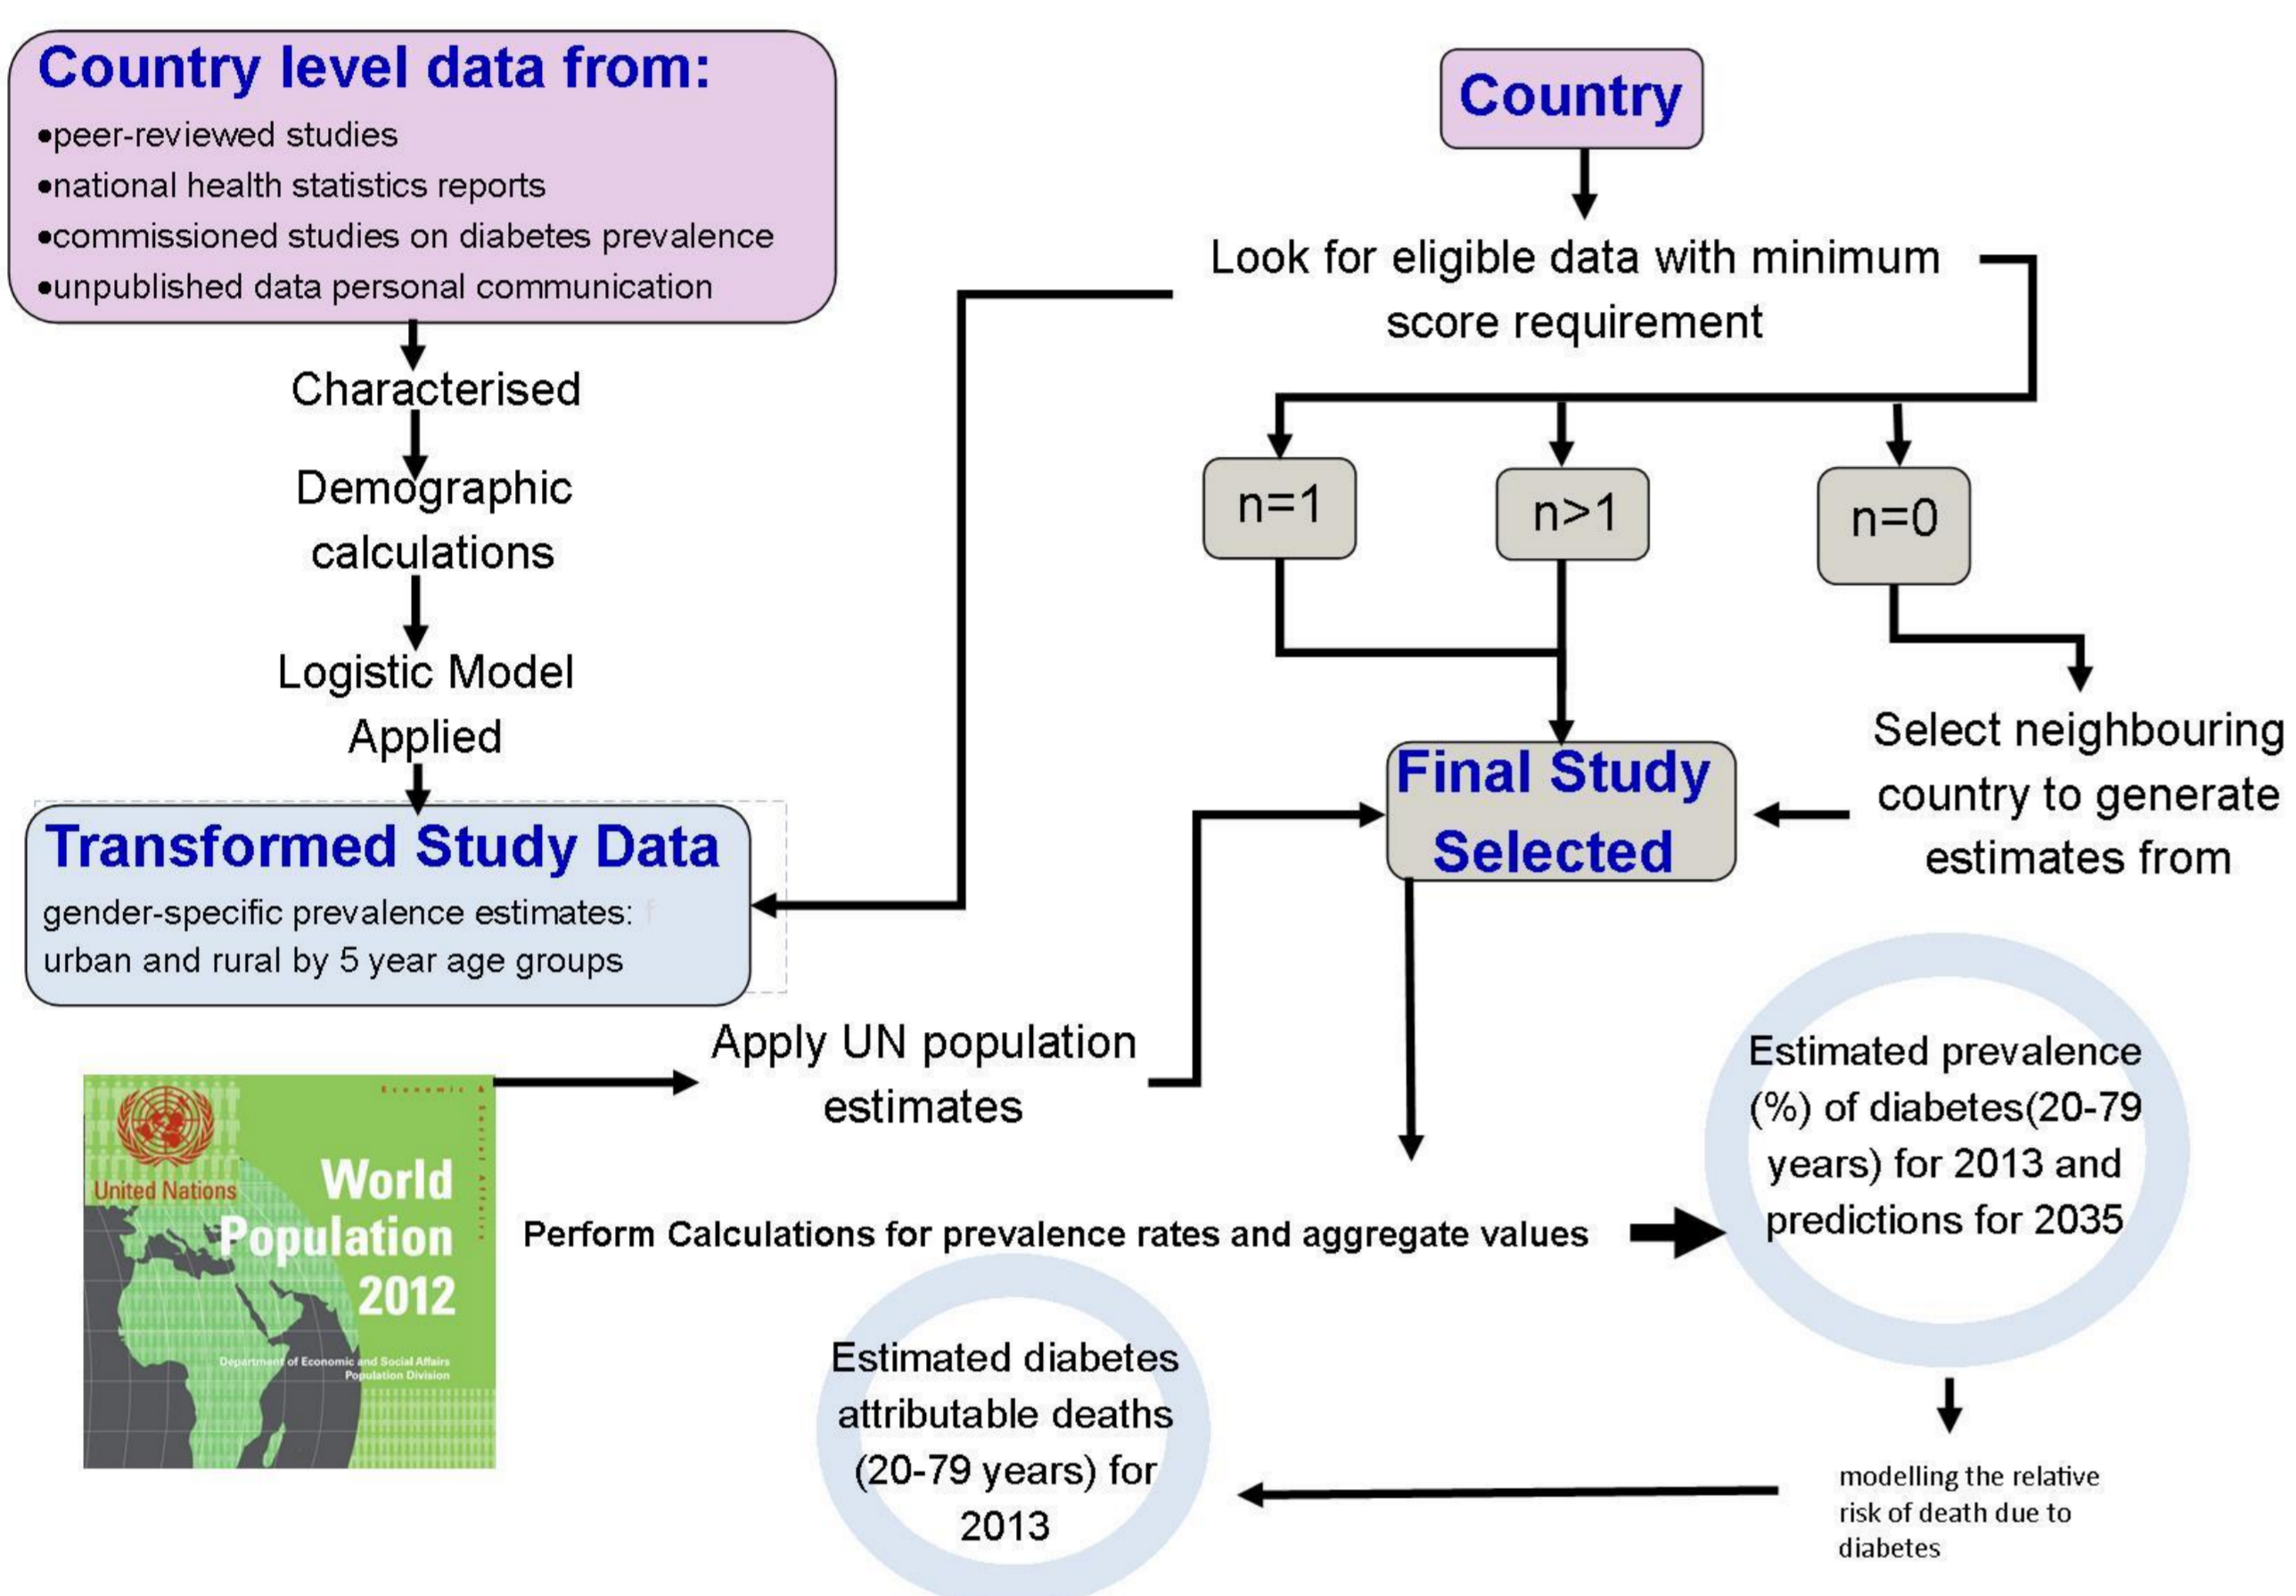 Country level data from:
•peer-reviewed studies
•national health statistics reports
•commissioned studies on diabetes prevalence
•unpublished data personal communication
Characterised
Demographic
calculations
Logistic Model
Applied
Transformed Study Data
gender-specific prevalence estimates: f
urban and rural by 5 year age groups
Country
Look for eligible data with minimum
score requirement
n=1
n>1
n=0
Select neighbouring
country to generate
estimates from
Final Study
Selected
Apply UN population
estimates
Economic & Social Affairs
United Nations
World
Population
2012
Department of Economic and Social Affairs
Population Division
Perform Calculations for prevalence rates and aggregate values
Estimated prevalence
(%) of diabetes(20-79
years) for 2013 and
predictions for 2035
modelling the relative
risk of death due to
diabetes
Estimated diabetes
attributable deaths
(20-79 years) for
2013